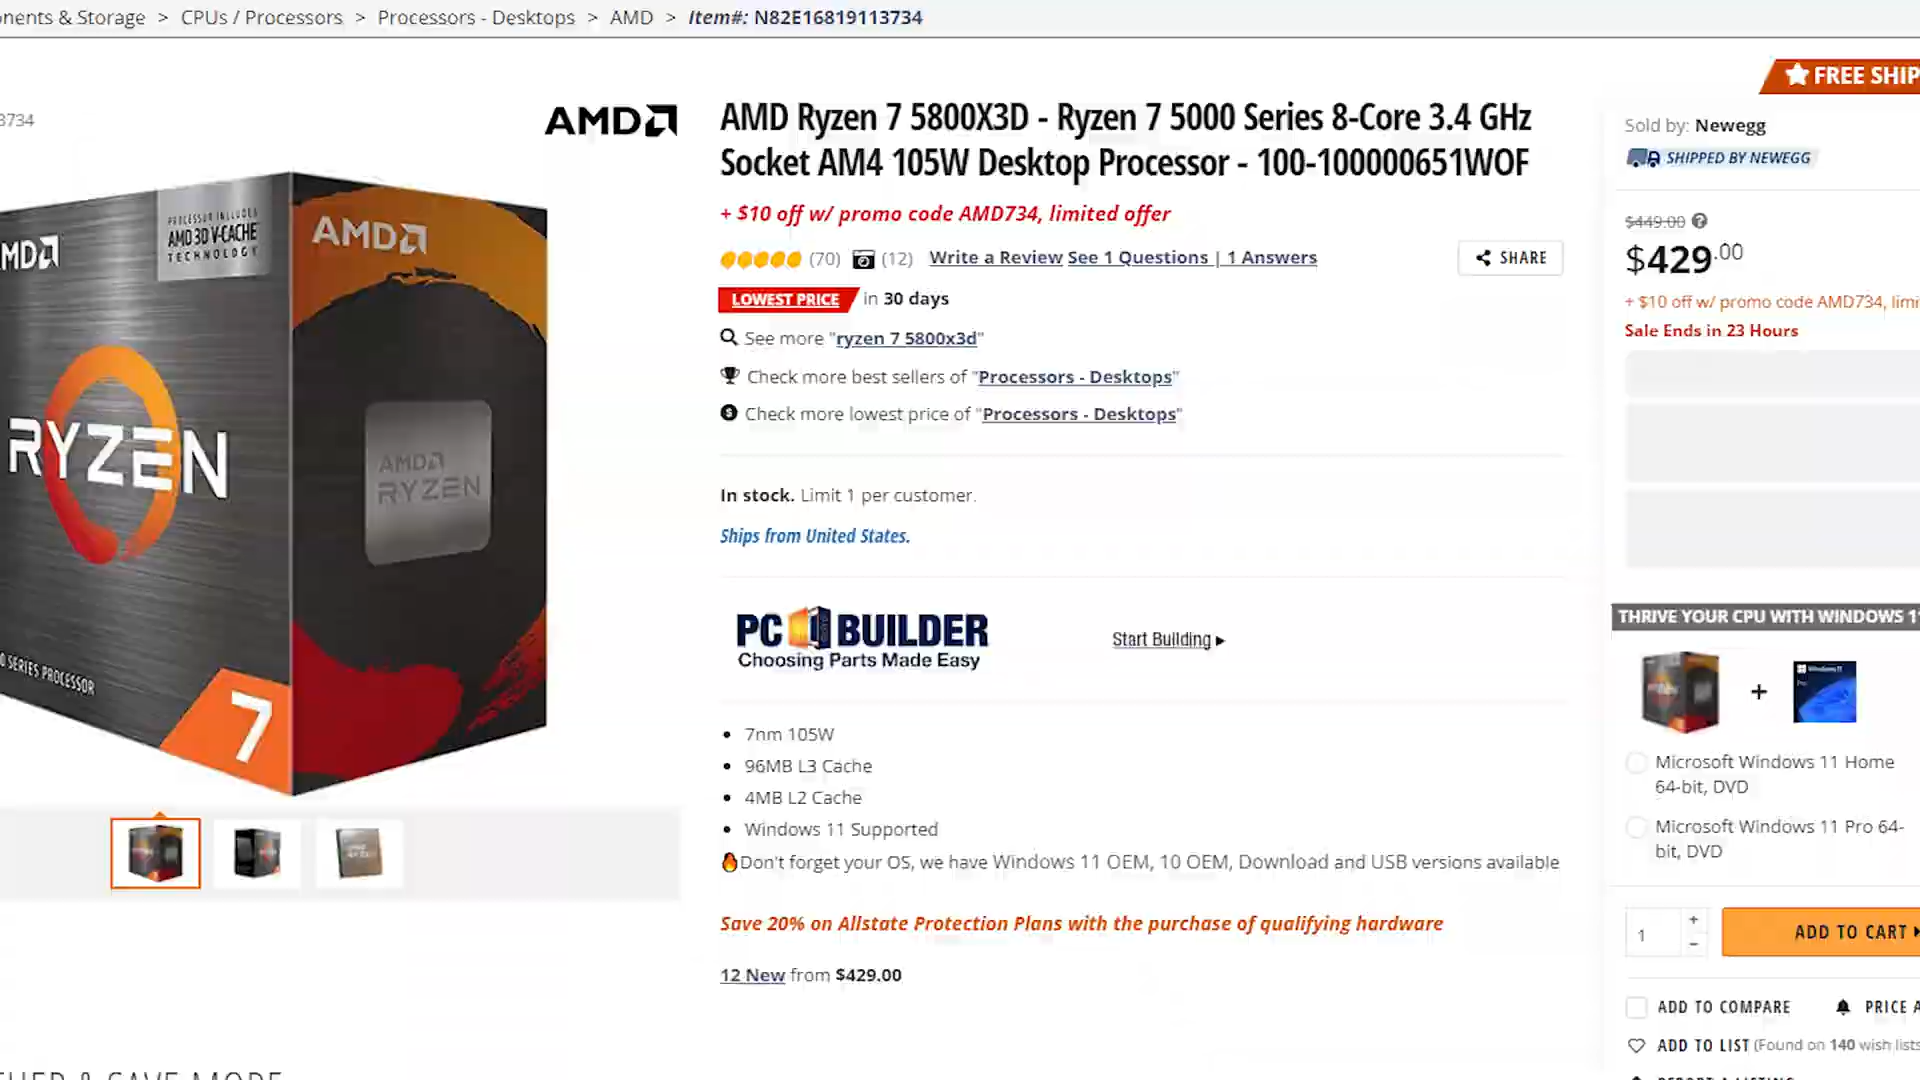 nents & Storage > CPUs / Processors > Processors - Desktops > AMD > Item#: N82E16819113734
3734
AMD
AMD
PROCESSOR INCLUDES
AMD 3D V-CACHE
TECHNOLOGY
AMD
RYZEN
AMD
RYZEN
0 SERIES PROCESSOR
7
AMD Ryzen 7 5800X3D - Ryzen 7 5000 Series 8-Core 3.4 GHz
Socket AM4 105W Desktop Processor - 100-100000651WOF
+ $10 off w/ promo code AMD734, limited offer
(70) (12) Write a Review See 1 Questions | 1 Answers
SHARE
LOWEST PRICE in 30 days
See more "ryzen 7 5800x3d"
Check more best sellers of "Processors - Desktops"
Check more lowest price of "Processors - Desktops"
In stock. Limit 1 per customer.
Ships from United States.
PC BUILDER
Choosing Parts Made Easy
Start Building ▸
• 7nm 105W
• 96MB L3 Cache
• 4MB L2 Cache
• Windows 11 Supported
🔥Don't forget your OS, we have Windows 11 OEM, 10 OEM, Download and USB versions available
Save 20% on Allstate Protection Plans with the purchase of qualifying hardware
12 New from $429.00
FREE SHIP
Sold by: Newegg
SHIPPED BY NEWEGG
$449.00
$429.00
+ $10 off w/ promo code AMD734, limi
Sale Ends in 23 Hours
THRIVE YOUR CPU WITH WINDOWS 1
+
Microsoft Windows 11 Home
64-bit, DVD
Microsoft Windows 11 Pro 64-
bit, DVD
1
+
-
ADD TO CART
ADD TO COMPARE
PRICE A
ADD TO LIST (Found on 140 wish lists